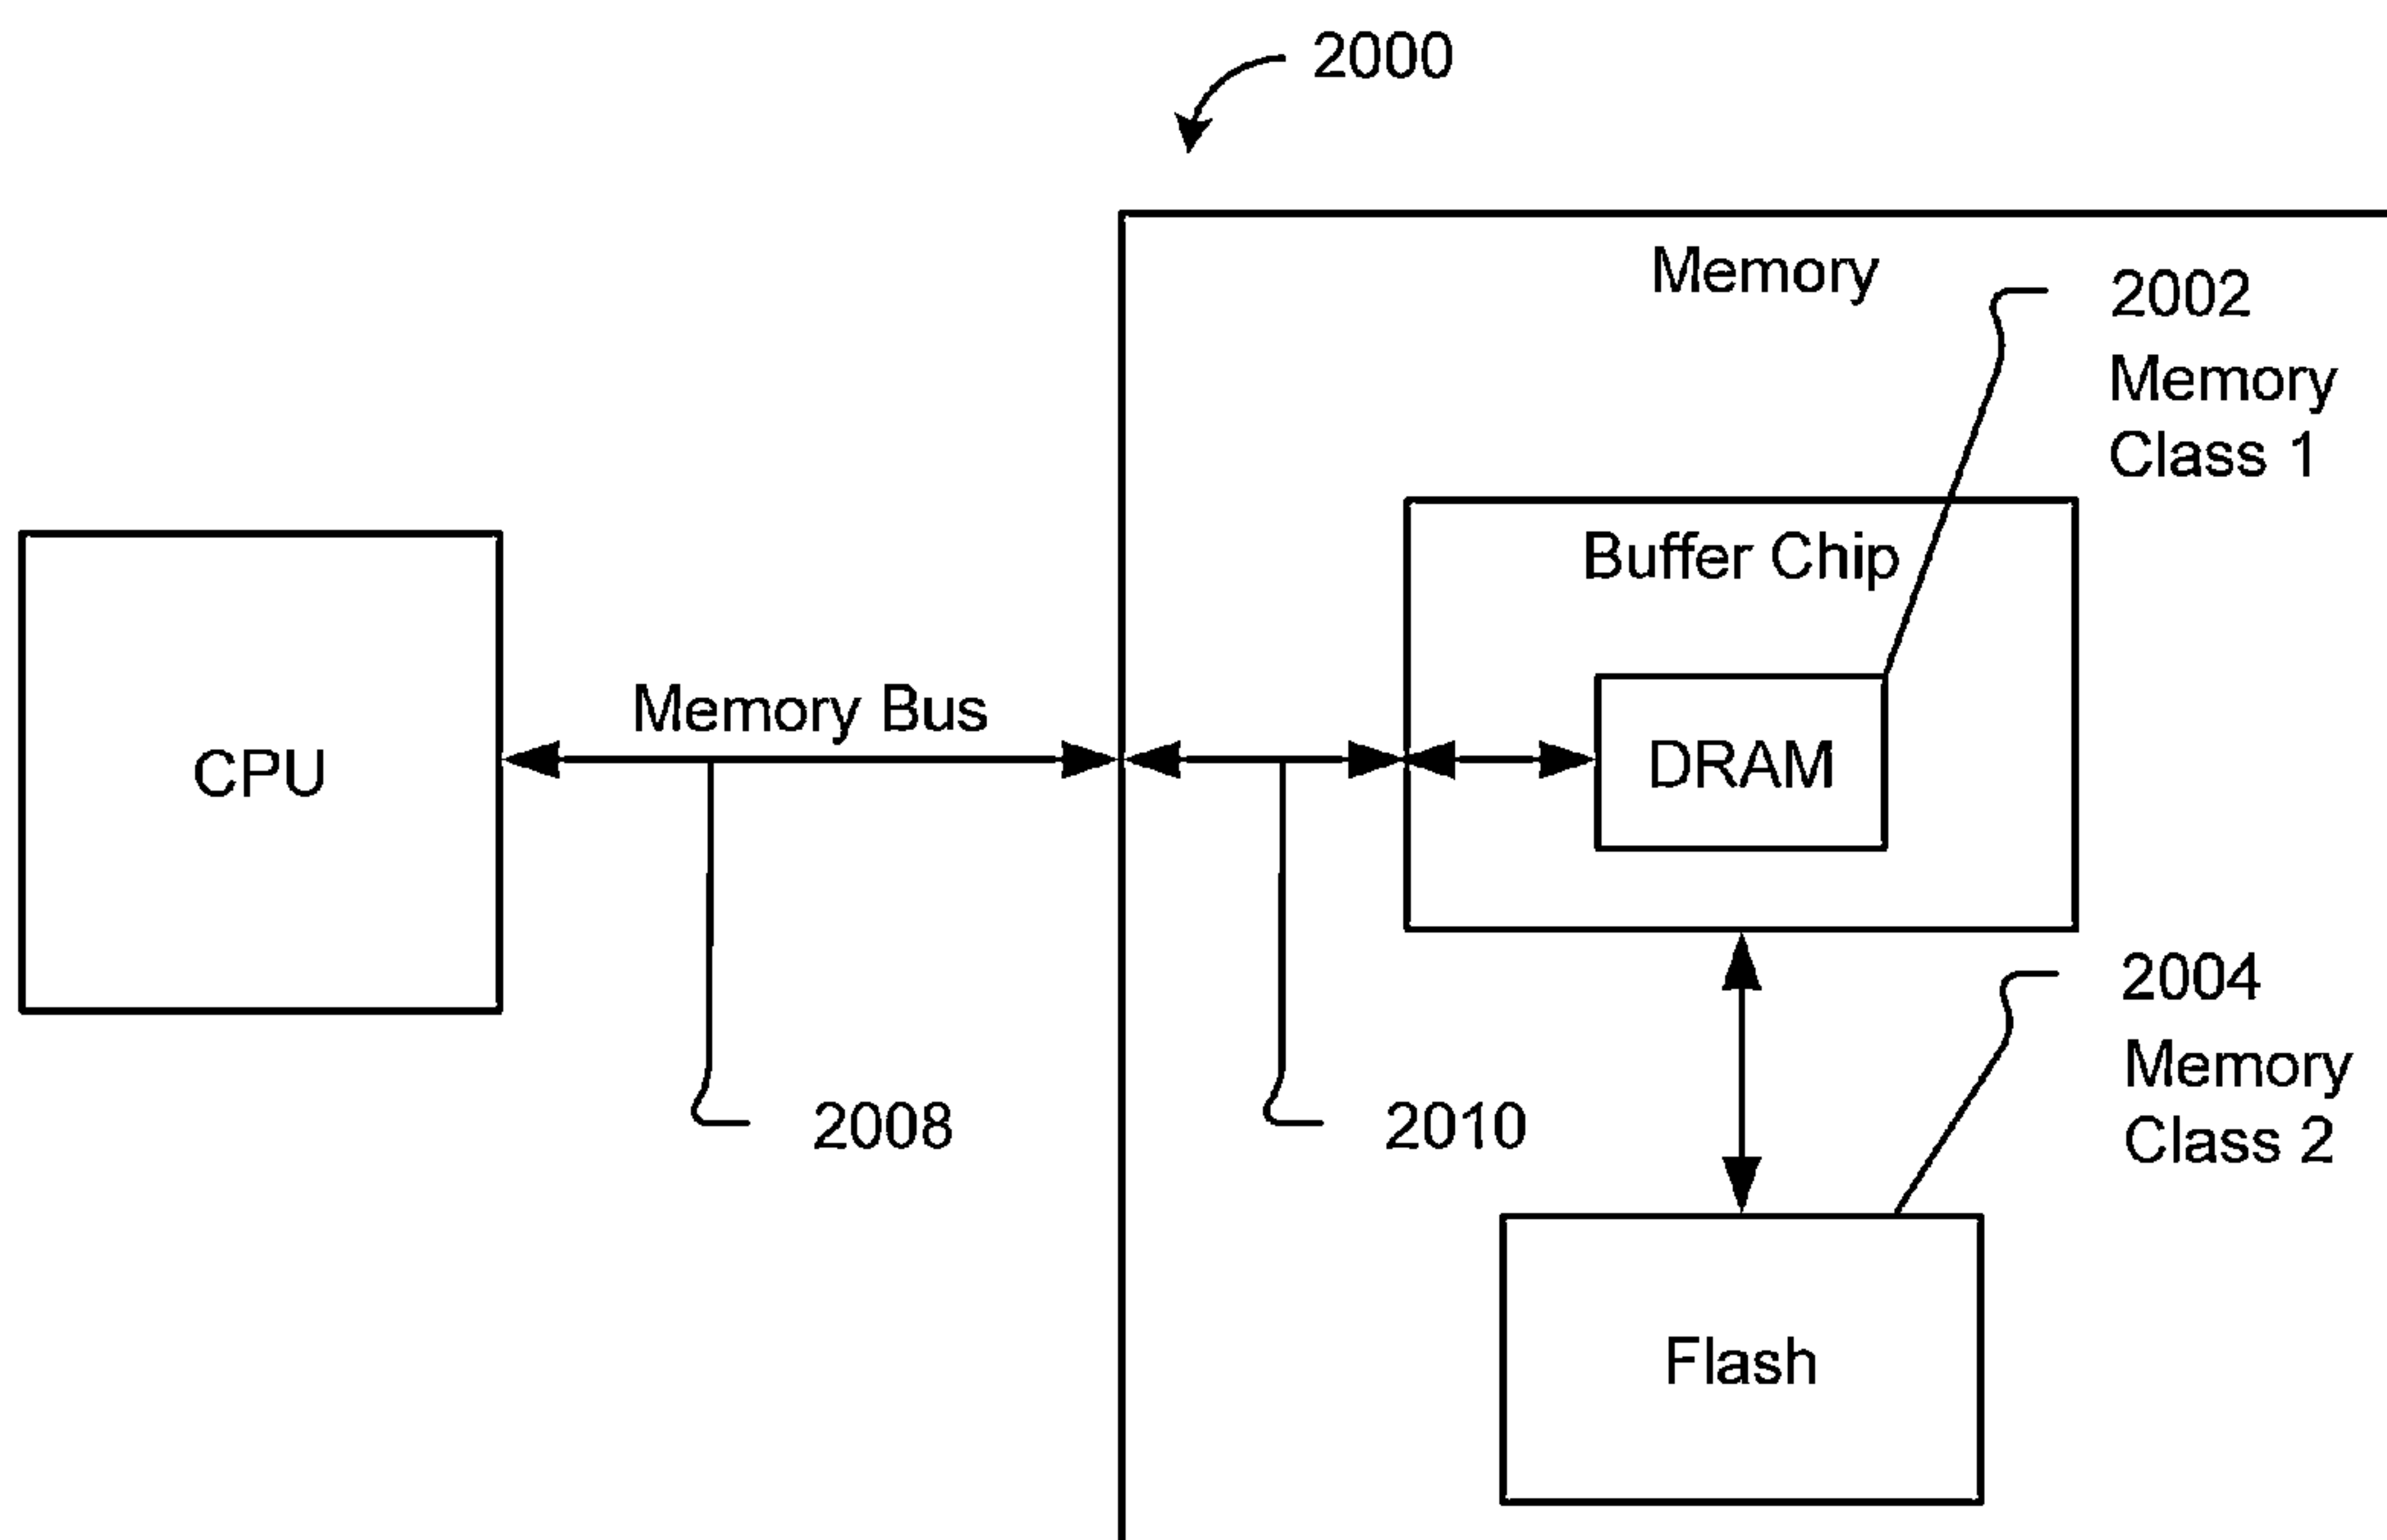 2000
Memory
2002
Memory
Class 1
Buffer Chip
Memory Bus
CPU
DRAM
2004
Memory
Class 2
2008
2010
Flash